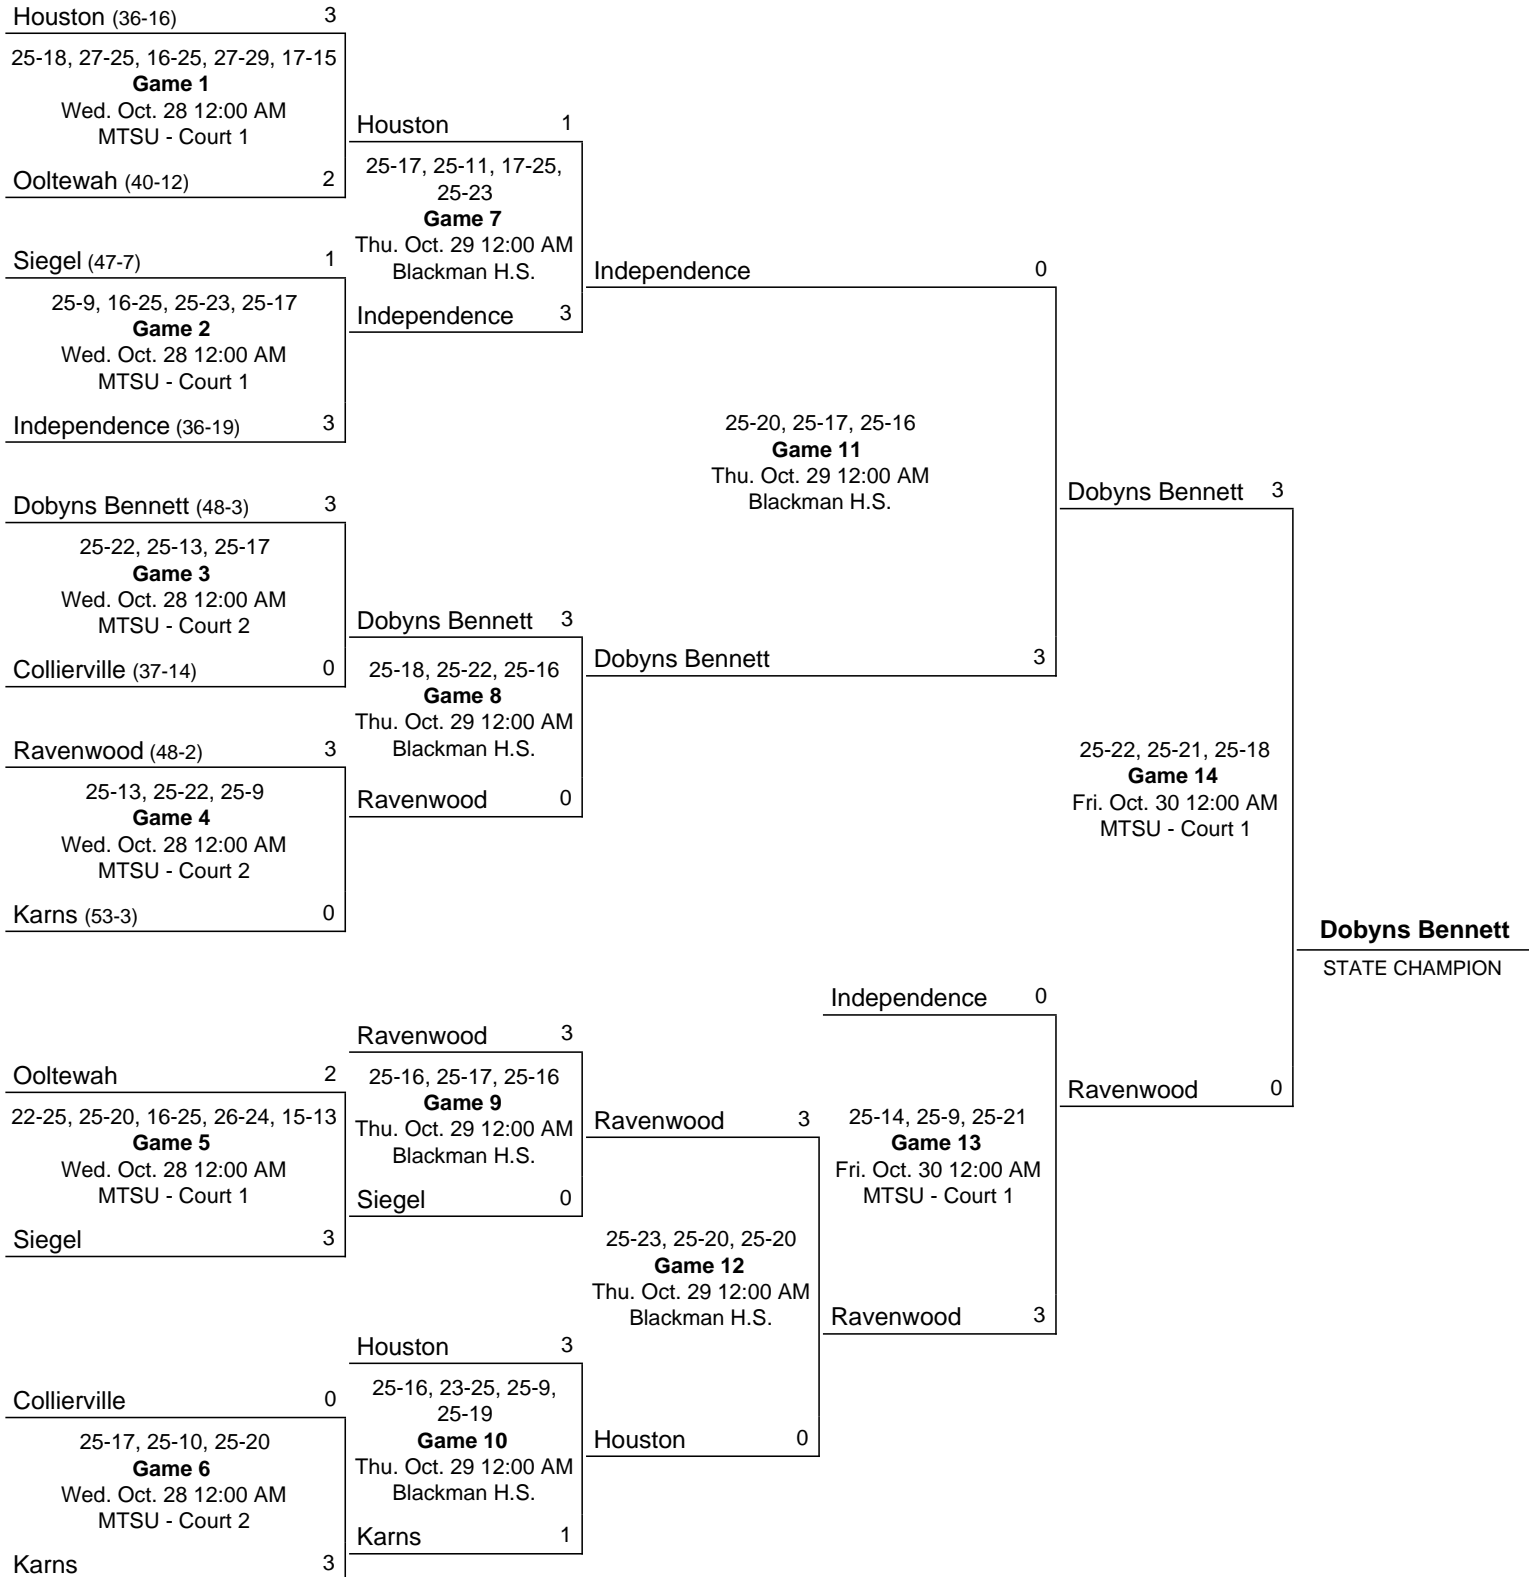 Houston (36-16) 3
25-18, 27-25, 16-25, 27-29, 17-15
Game 1
Wed. Oct. 28 12:00 AM
MTSU - Court 1
Ooltewah (40-12) 2
Siegel (47-7) 1
25-9, 16-25, 25-23, 25-17
Game 2
Wed. Oct. 28 12:00 AM
MTSU - Court 1
Independence (36-19) 3
Dobyns Bennett (48-3) 3
25-22, 25-13, 25-17
Game 3
Wed. Oct. 28 12:00 AM
MTSU - Court 2
Collierville (37-14) 0
Ravenwood (48-2) 3
25-13, 25-22, 25-9
Game 4
Wed. Oct. 28 12:00 AM
MTSU - Court 2
Karns (53-3) 0
Ooltewah 2
22-25, 25-20, 16-25, 26-24, 15-13
Game 5
Wed. Oct. 28 12:00 AM
MTSU - Court 1
Siegel 3
Collierville 0
25-17, 25-10, 25-20
Game 6
Wed. Oct. 28 12:00 AM
MTSU - Court 2
Karns 3
Houston 1
25-17, 25-11, 17-25,
25-23
Game 7
Thu. Oct. 29 12:00 AM
Blackman H.S.
Independence 3
Dobyns Bennett 3
25-18, 25-22, 25-16
Game 8
Thu. Oct. 29 12:00 AM
Blackman H.S.
Ravenwood 0
Ravenwood 3
25-16, 25-17, 25-16
Game 9
Thu. Oct. 29 12:00 AM
Blackman H.S.
Siegel 0
Houston 3
25-16, 23-25, 25-9,
25-19
Game 10
Thu. Oct. 29 12:00 AM
Blackman H.S.
Karns 1
Independence 0
25-20, 25-17, 25-16
Game 11
Thu. Oct. 29 12:00 AM
Blackman H.S.
Dobyns Bennett 3
Ravenwood 3
25-23, 25-20, 25-20
Game 12
Thu. Oct. 29 12:00 AM
Blackman H.S.
Houston 0
Independence 0
25-14, 25-9, 25-21
Game 13
Fri. Oct. 30 12:00 AM
MTSU - Court 1
Ravenwood 3
Dobyns Bennett 3
25-22, 25-21, 25-18
Game 14
Fri. Oct. 30 12:00 AM
MTSU - Court 1
Ravenwood 0
Dobyns Bennett
STATE CHAMPION